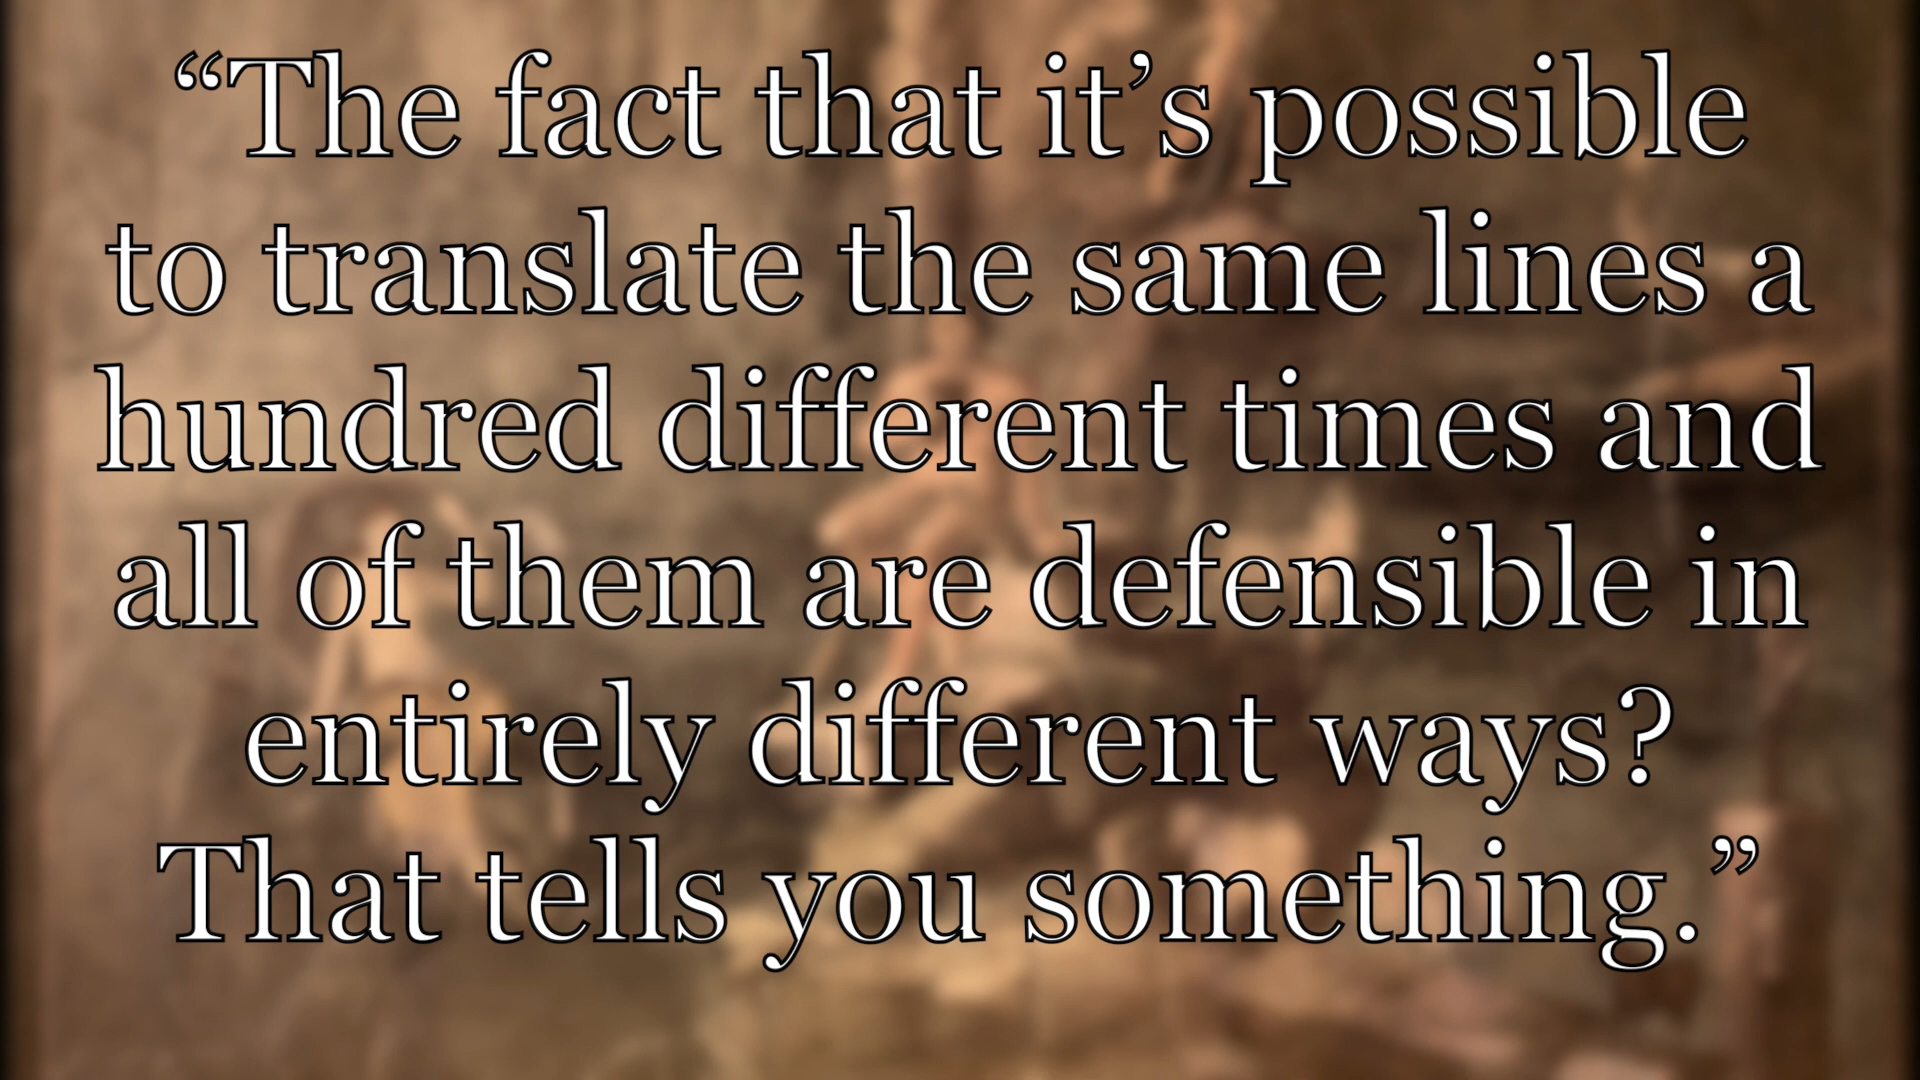 “The fact that it’s possible
to translate the same lines a
hundred different times and
all of them are defensible in
entirely different ways?
That tells you something.”